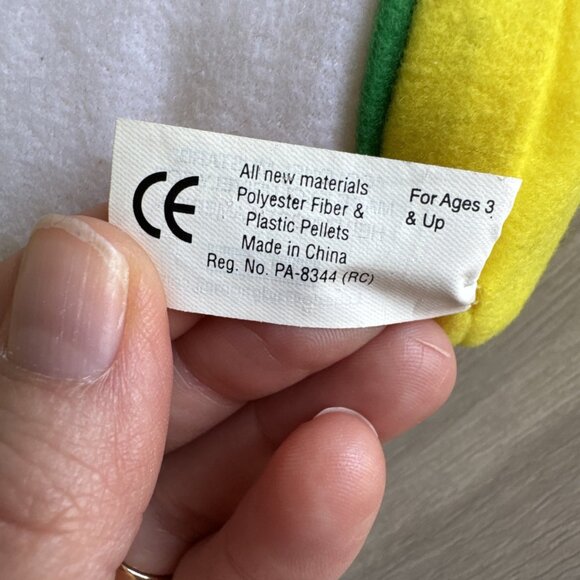 CE
All new materials
Polyester Fiber &
Plastic Pellets
Made in China
Reg. No. PA-8344 (RC)
For Ages 3
& Up